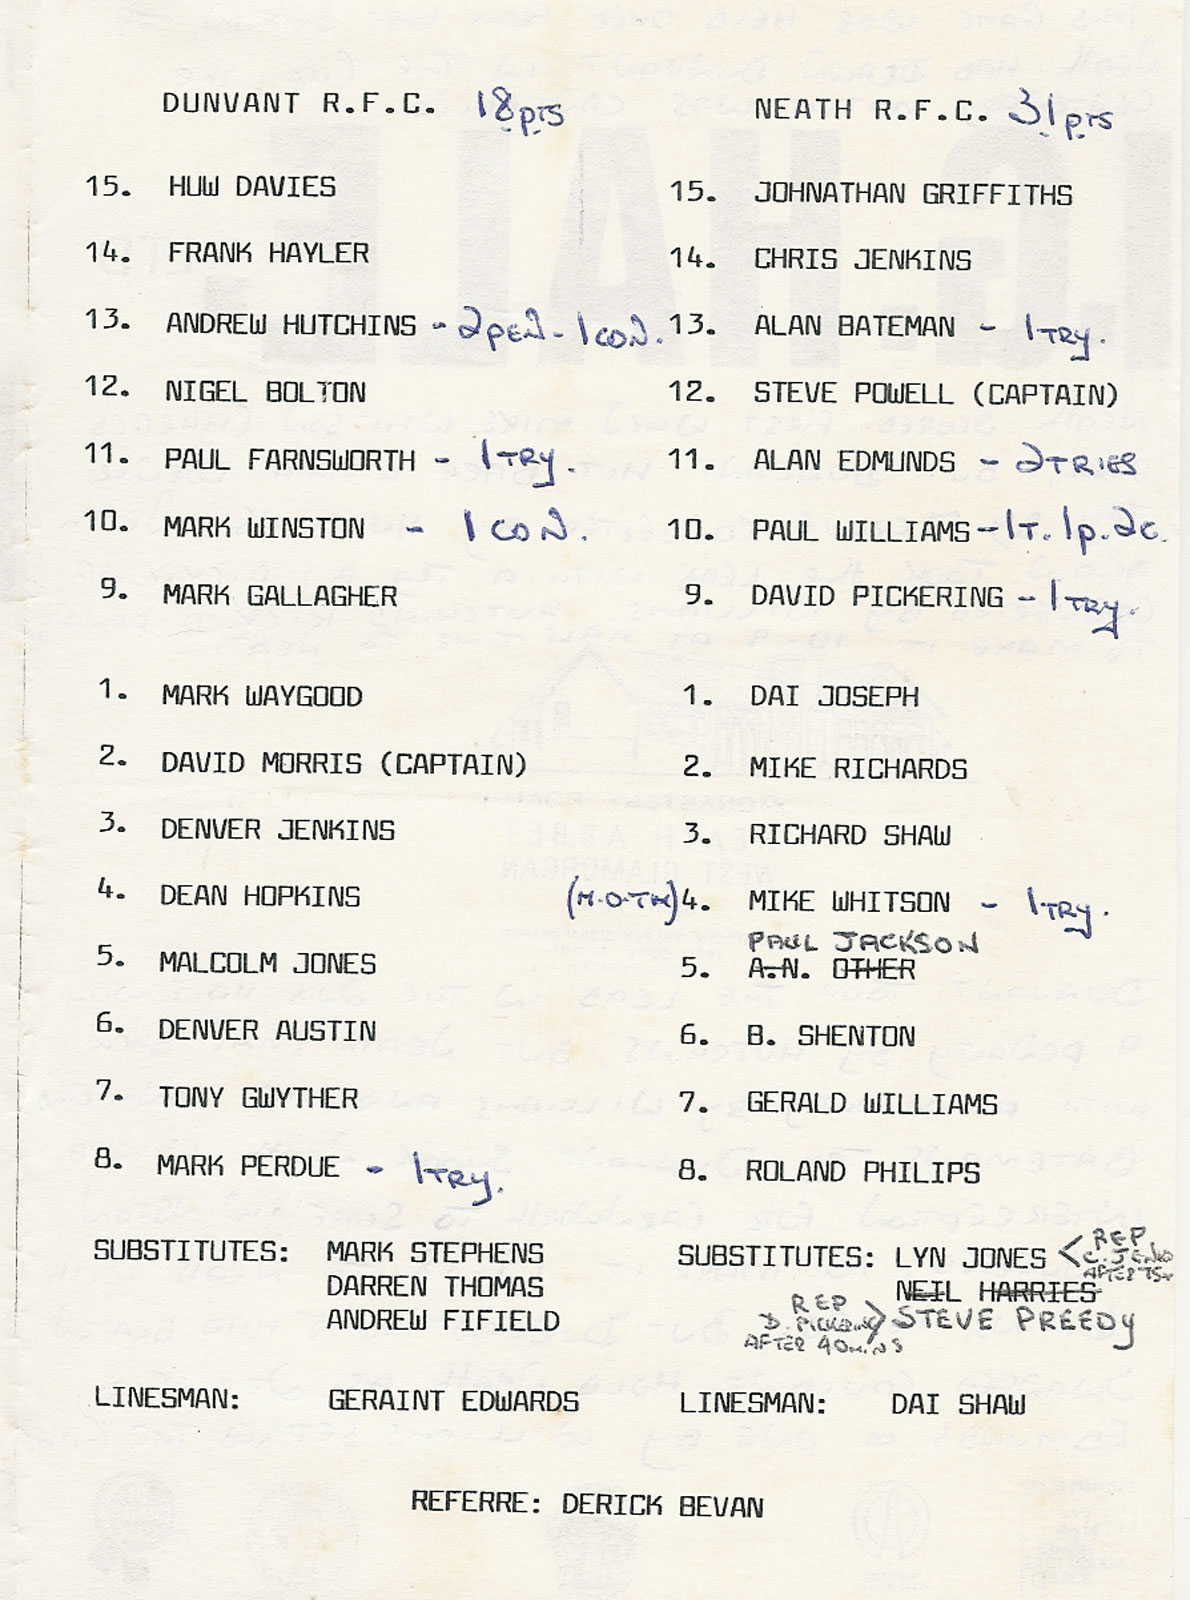 DUNVANT R.F.C. 18pts
NEATH R.F.C. 31pts
15. HUW DAVIES
15. JOHNATHAN GRIFFITHS
14. FRANK HAYLER
14. CHRIS JENKINS
13. ANDREW HUTCHINS - 2PEN - 1CON.
13. ALAN BATEMAN - 1TRY.
12. NIGEL BOLTON
12. STEVE POWELL (CAPTAIN)
11. PAUL FARNSWORTH - 1TRY.
11. ALAN EDMUNDS - 2TRIES
10. MARK WINSTON - 1CON.
10. PAUL WILLIAMS - 1T. 1p. 2c.
9. MARK GALLAGHER
9. DAVID PICKERING - 1TRY.
1. MARK WAYGOOD
1. DAI JOSEPH
2. DAVID MORRIS (CAPTAIN)
2. MIKE RICHARDS
3. DENVER JENKINS
3. RICHARD SHAW
4. DEAN HOPKINS
(M.O.TM) 4. MIKE WHITSON - 1TRY.
PAUL JACKSON
5. MALCOLM JONES
5. A.N. OTHER
6. DENVER AUSTIN
6. B. SHENTON
7. TONY GWYTHER
7. GERALD WILLIAMS
8. MARK PERDUE - 1TRY.
8. ROLAND PHILIPS
SUBSTITUTES: MARK STEPHENS
DARREN THOMAS
ANDREW FIFIELD
SUBSTITUTES: LYN JONES < REP
AFTER
NEIL HARRIES
REP
D. PICKERING > STEVE PREEDY
AFTER 40MINS
LINESMAN: GERAINT EDWARDS
LINESMAN: DAI SHAW
REFERRE: DERICK BEVAN